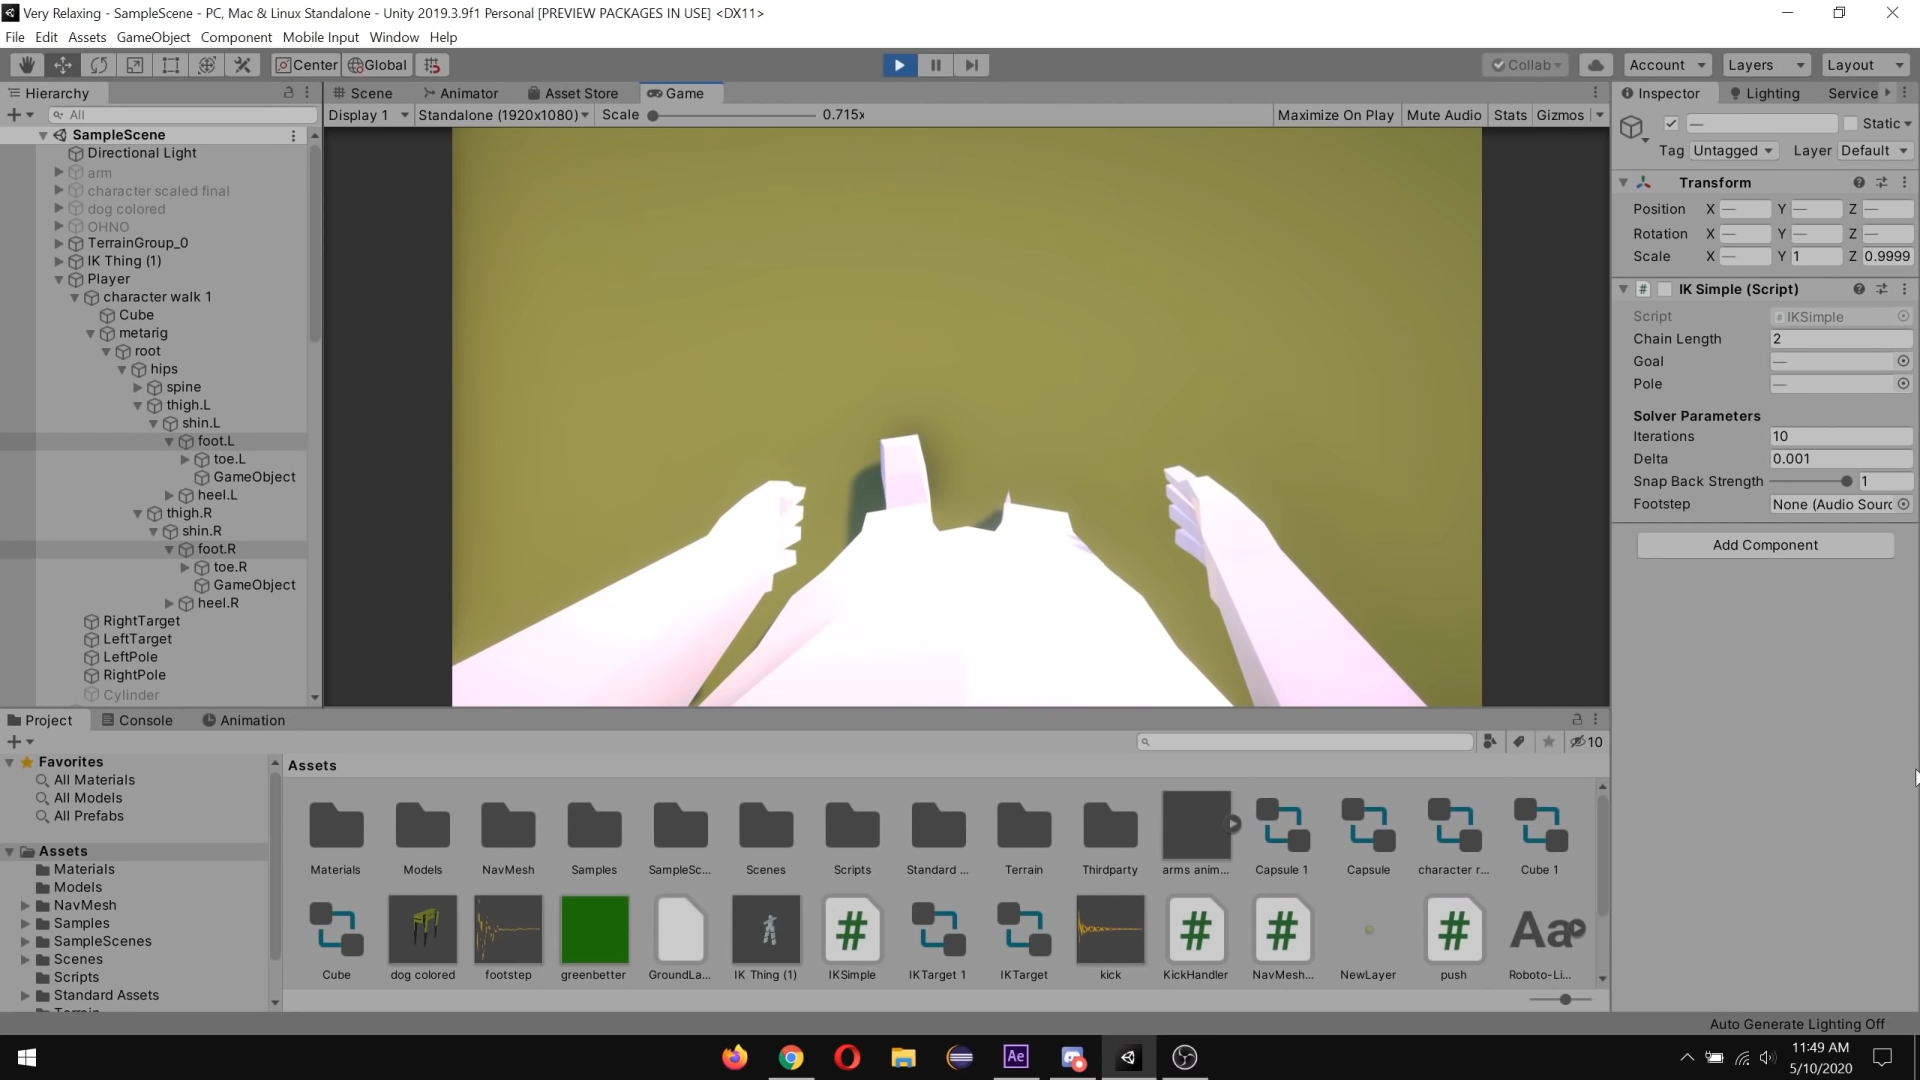 Very Relaxing - SampleScene - PC, Mac & Linux Standalone - Unity 2019.3.9f1 Personal [PREVIEW PACKAGES IN USE] <DX11>
File Edit Assets GameObject Component Mobile Input Window Help
Center Global Collab Account Layers Layout
Hierarchy
All
SampleScene
Directional Light
arm
character scaled final
dog colored
OHNO
TerrainGroup_0
IK Thing (1)
Player
character walk 1
Cube
metarig
root
hips
spine
thigh.L
shin.L
foot.L
toe.L
GameObject
heel.L
thigh.R
shin.R
foot.R
toe.R
GameObject
heel.R
RightTarget
LeftTarget
LeftPole
RightPole
Cylinder
Scene Animator Asset Store Game
Display 1 Standalone (1920x1080) Scale 0.715x Maximize On Play Mute Audio Stats Gizmos
Inspector Lighting Service
Static
Tag Untagged Layer Default
Transform
Position X — Y — Z —
Rotation X — Y — Z —
Scale X — Y 1 Z 0.9999
# IK Simple (Script)
Script IKSimple
Chain Length 2
Goal —
Pole —
Solver Parameters
Iterations 10
Delta 0.001
Snap Back Strength 1
Footstep None (Audio Sourc
Add Component
Project Console Animation
10
Favorites
All Materials
All Models
All Prefabs
Assets
Materials
Models
NavMesh
Samples
SampleScenes
Scenes
Scripts
Standard Assets
Assets
Materials Models NavMesh Samples SampleSc... Scenes Scripts Standard ... Terrain Thirdparty arms anim... Capsule 1 Capsule character r... Cube 1
# # # # Aa
Cube dog colored footstep greenbetter GroundLa... IK Thing (1) IKSimple IKTarget 1 IKTarget kick KickHandler NavMesh... NewLayer push Roboto-Li...
Auto Generate Lighting Off
Ae
11:49 AM
5/10/2020